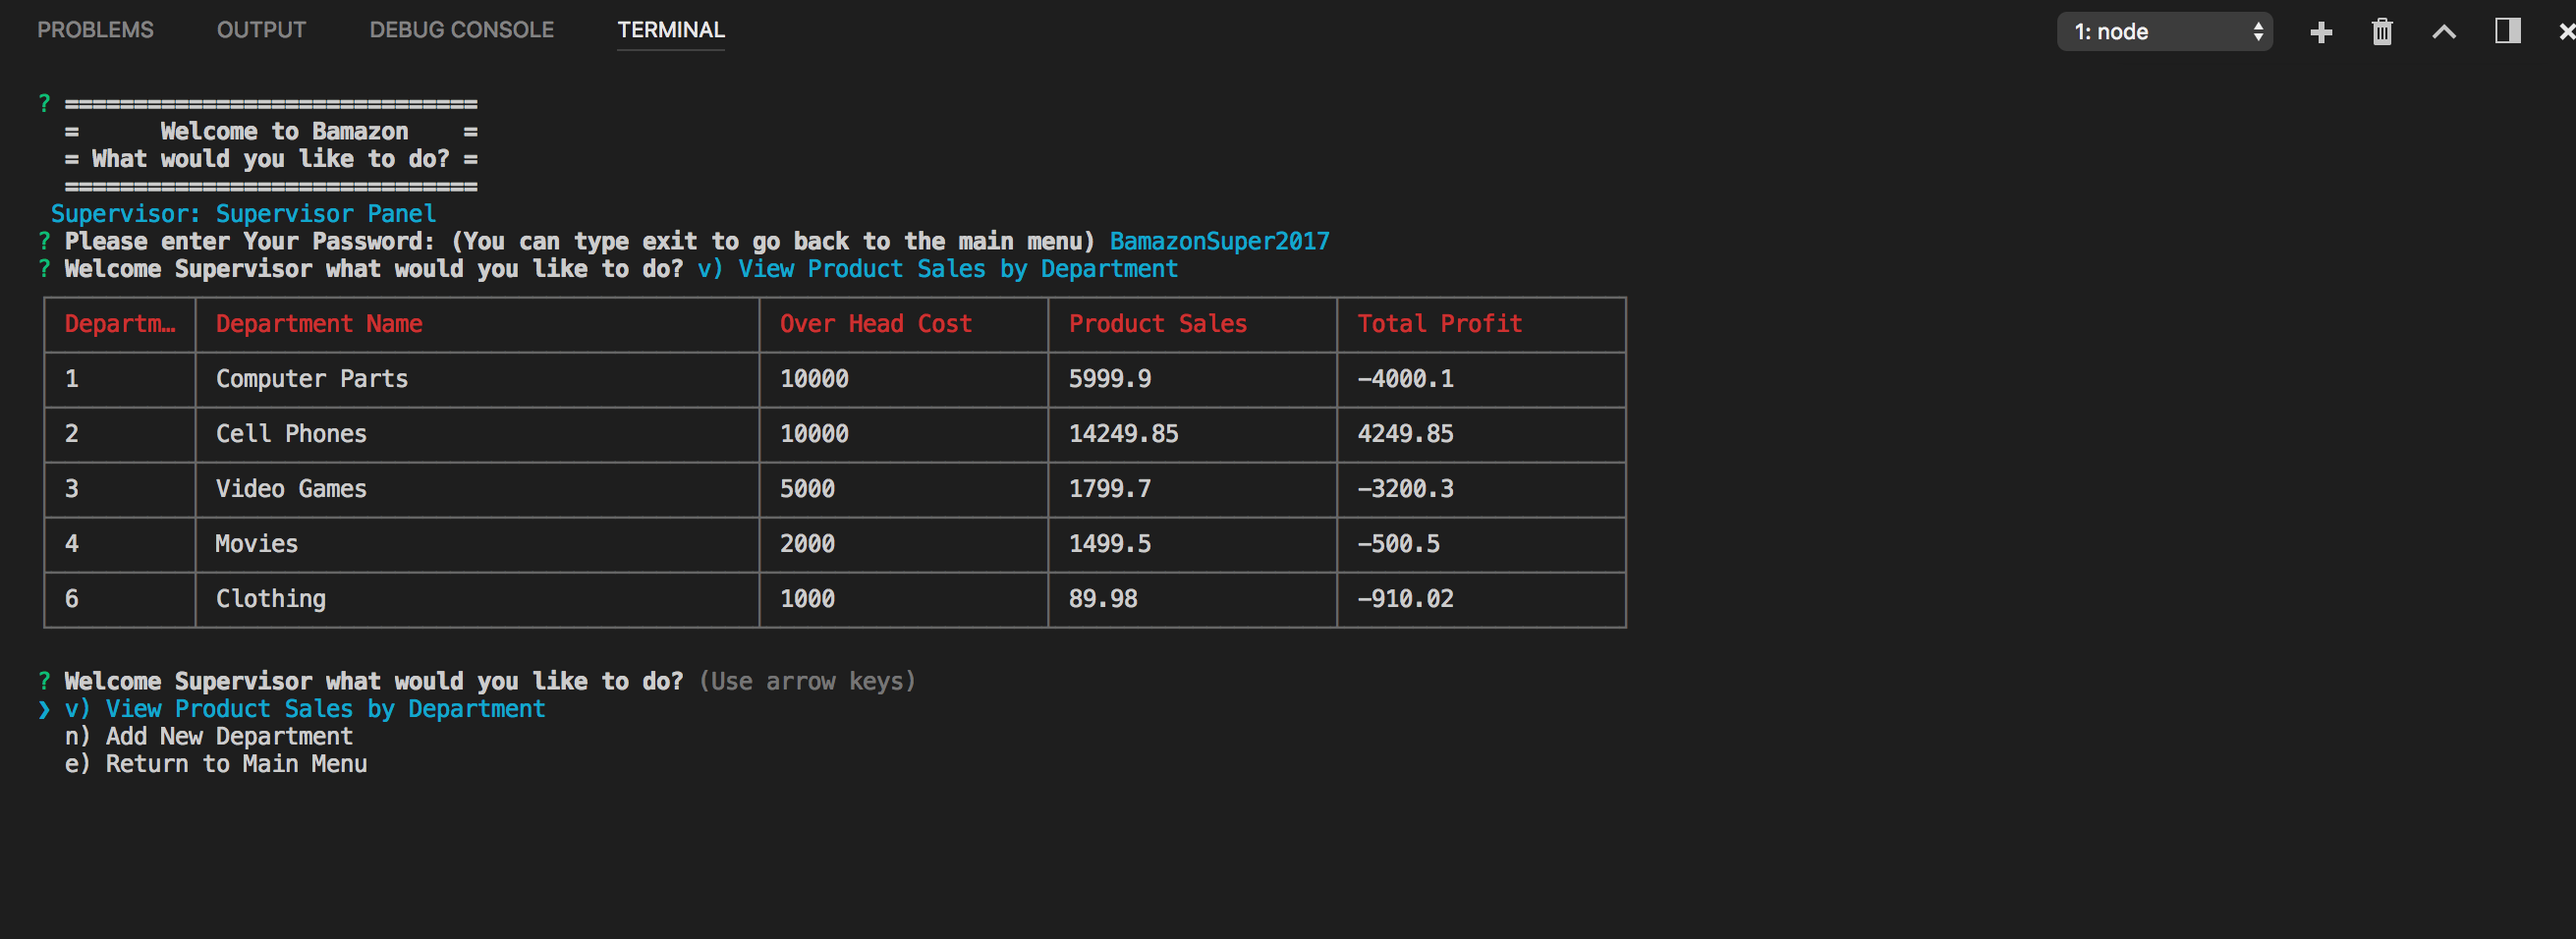 PROBLEMS OUTPUT DEBUG CONSOLE TERMINAL 1: node
? ==============================
= Welcome to Bamazon =
= What would you like to do? =
==============================
Supervisor: Supervisor Panel
? Please enter Your Password: (You can type exit to go back to the main menu) BamazonSuper2017
? Welcome Supervisor what would you like to do? v) View Product Sales by Department
Departm… Department Name Over Head Cost Product Sales Total Profit
1 Computer Parts 10000 5999.9 -4000.1
2 Cell Phones 10000 14249.85 4249.85
3 Video Games 5000 1799.7 -3200.3
4 Movies 2000 1499.5 -500.5
6 Clothing 1000 89.98 -910.02
? Welcome Supervisor what would you like to do? (Use arrow keys)
❯ v) View Product Sales by Department
n) Add New Department
e) Return to Main Menu